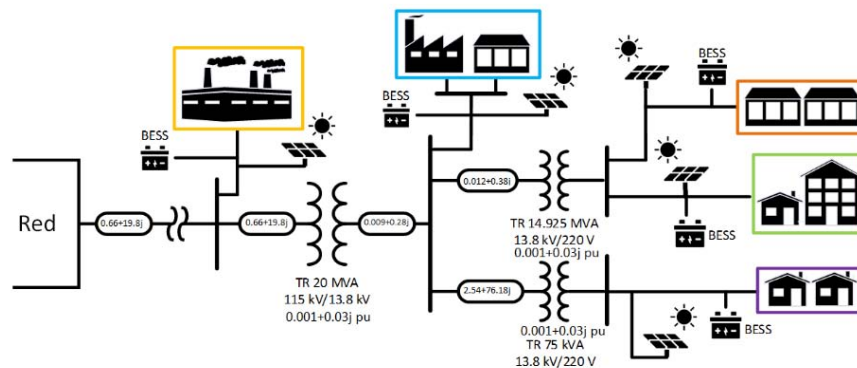 BESS
BESS
BESS
Red
0.66+19.8j
0.66+19.8j
0.009+0.28j
0.012+0.38j
TR 14.925 MVA
13.8 kV/220 V
0.001+0.03j pu
BESS
TR 20 MVA
115 kV/13.8 kV
0.001+0.03j pu
2.54+76.18j
0.001+0.03j pu
TR 75 kVA
13.8 kV/220 V
BESS